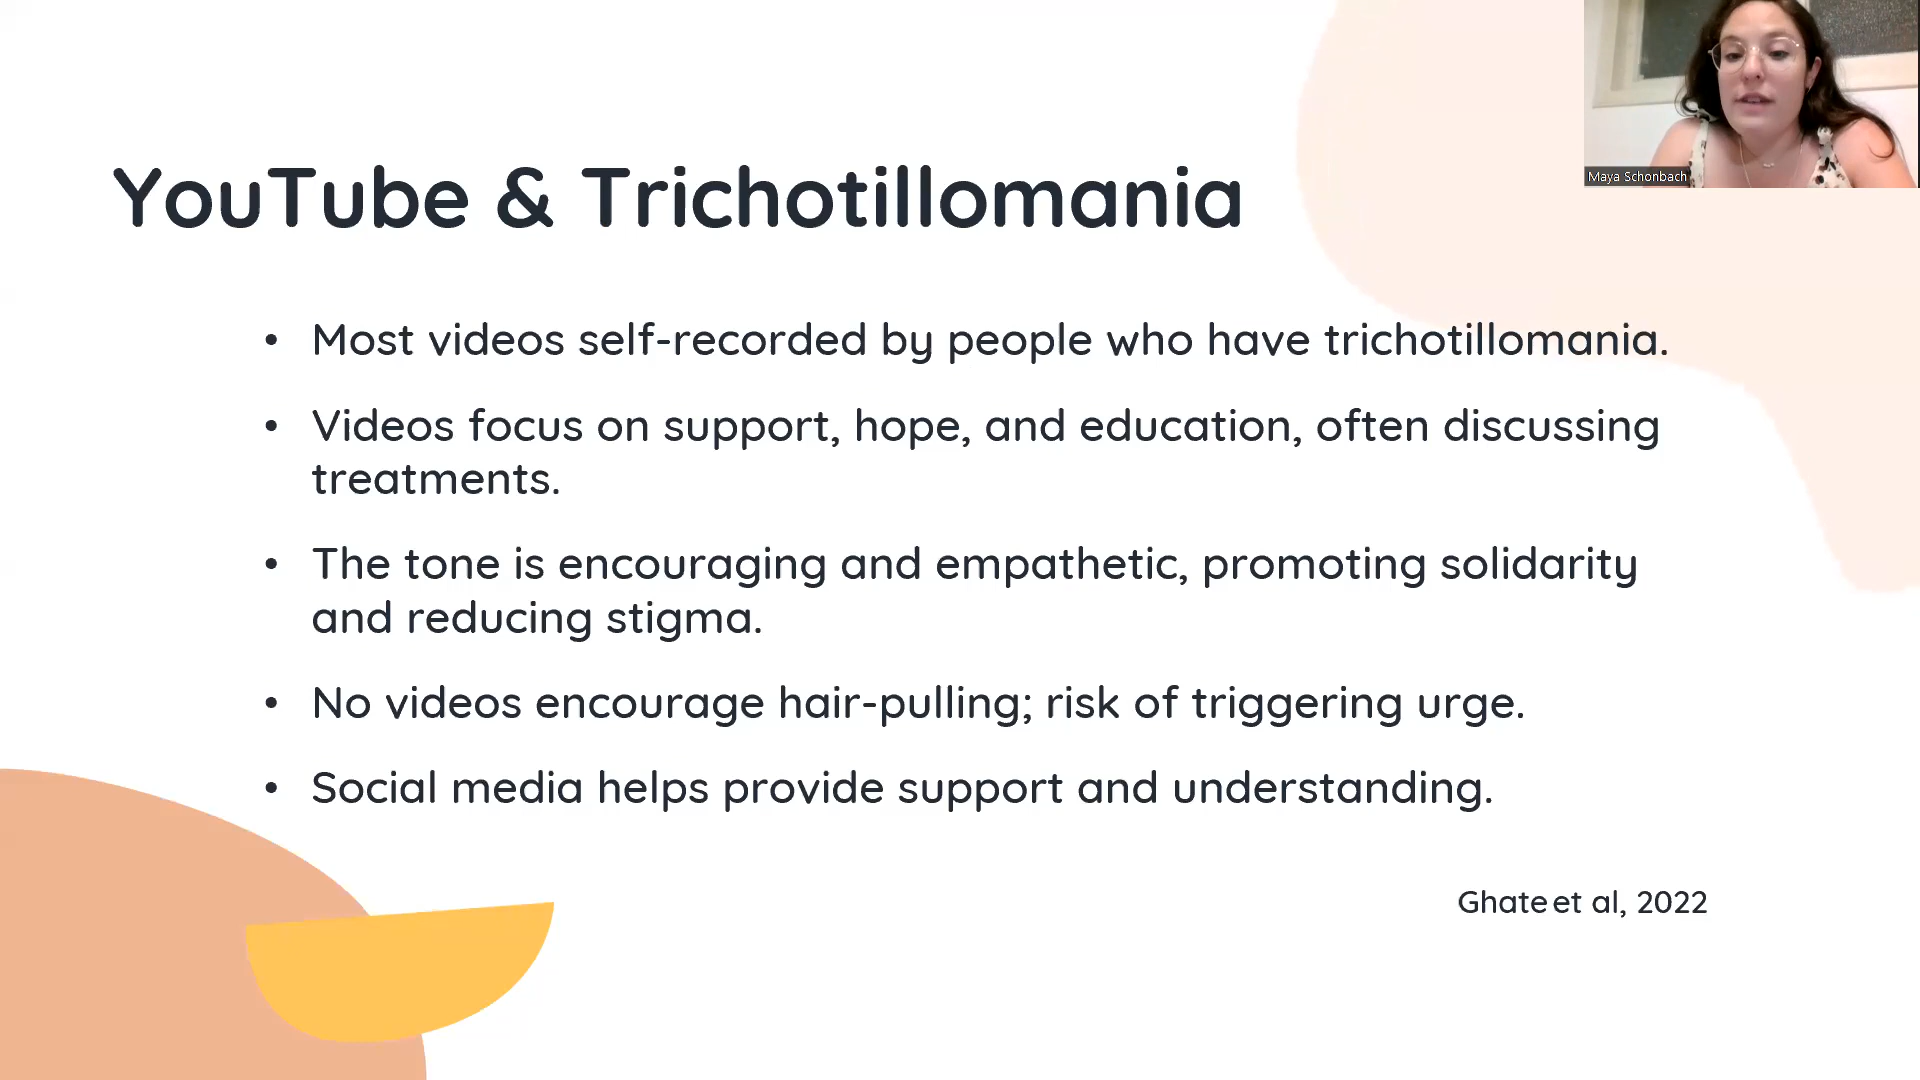 Maya Schonbach
YouTube & Trichotillomania
• Most videos self-recorded by people who have trichotillomania.
• Videos focus on support, hope, and education, often discussing
treatments.
• The tone is encouraging and empathetic, promoting solidarity
and reducing stigma.
• No videos encourage hair-pulling; risk of triggering urge.
• Social media helps provide support and understanding.
Ghate et al, 2022